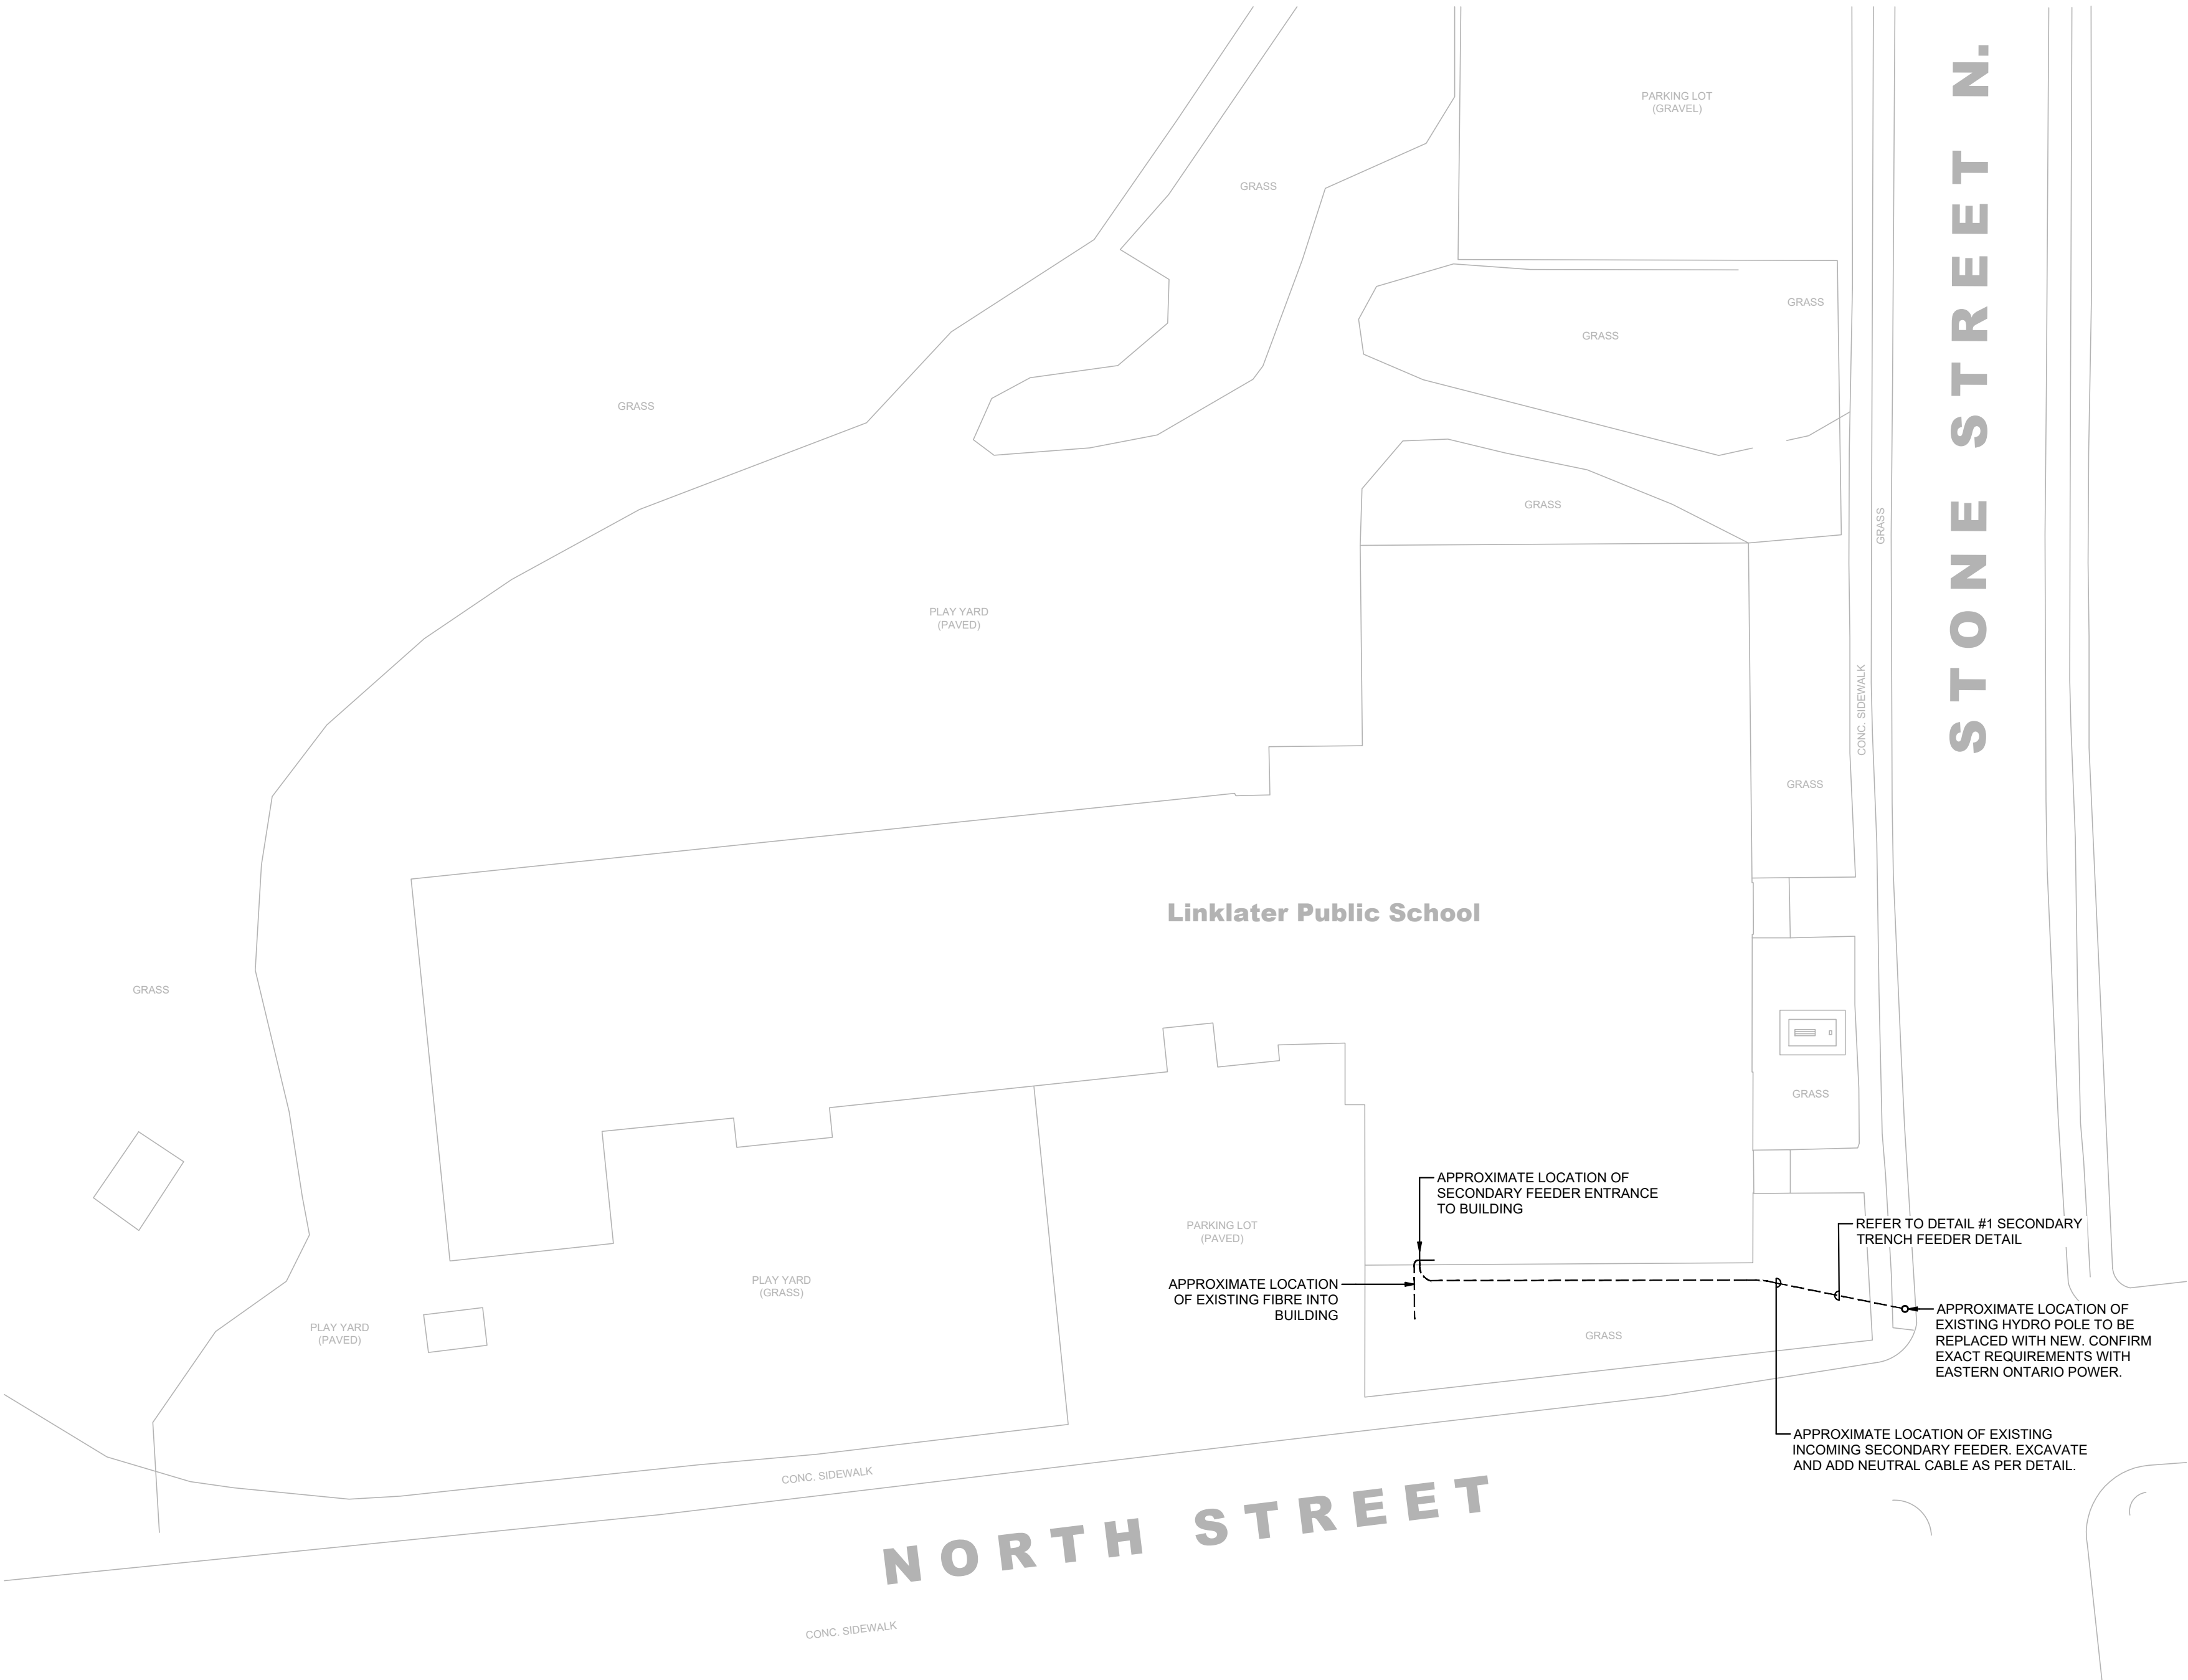 PARKING LOT
(GRAVEL)
STONE STREET N.
GRASS
GRASS
GRASS
GRASS
GRASS
GRASS
PLAY YARD
(PAVED)
CONC. SIDEWALK
GRASS
Linklater Public School
GRASS
GRASS
APPROXIMATE LOCATION OF
SECONDARY FEEDER ENTRANCE
TO BUILDING
PARKING LOT
(PAVED)
REFER TO DETAIL #1 SECONDARY
TRENCH FEEDER DETAIL
PLAY YARD
(GRASS)
APPROXIMATE LOCATION
OF EXISTING FIBRE INTO
BUILDING
PLAY YARD
(PAVED)
GRASS
APPROXIMATE LOCATION OF
EXISTING HYDRO POLE TO BE
REPLACED WITH NEW. CONFIRM
EXACT REQUIREMENTS WITH
EASTERN ONTARIO POWER.
APPROXIMATE LOCATION OF EXISTING
INCOMING SECONDARY FEEDER. EXCAVATE
AND ADD NEUTRAL CABLE AS PER DETAIL.
CONC. SIDEWALK
NORTH STREET
CONC. SIDEWALK